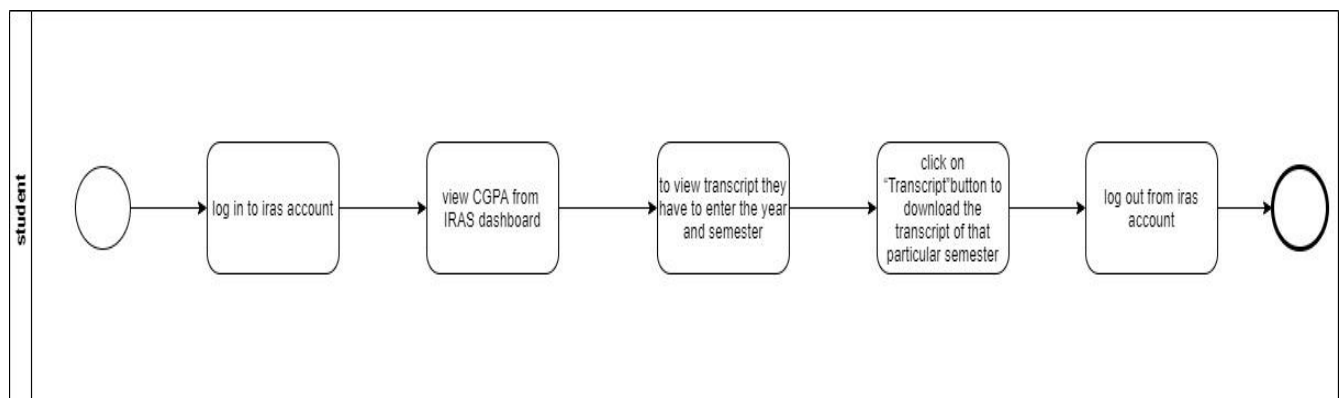 student
log in to iras account
view CGPA from
IRAS dashboard
to view transcript they
have to enter the year
and semester
click on
“Transcript”button to
download the
transcript of that
particular semester
log out from iras
account